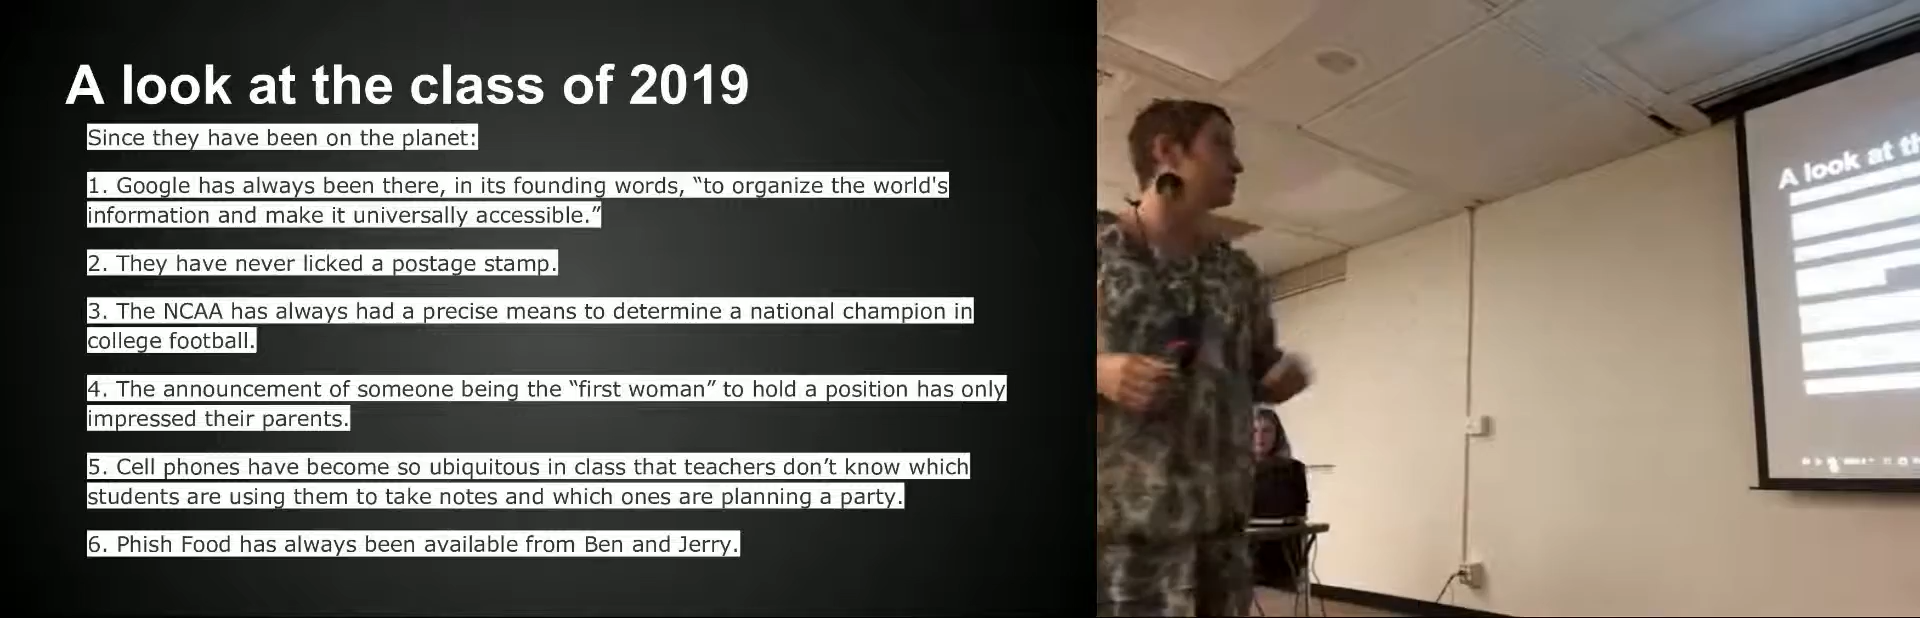 A look at the class of 2019
Since they have been on the planet:
1. Google has always been there, in its founding words, “to organize the world's
information and make it universally accessible.”
2. They have never licked a postage stamp.
3. The NCAA has always had a precise means to determine a national champion in
college football.
4. The announcement of someone being the “first woman” to hold a position has only
impressed their parents.
5. Cell phones have become so ubiquitous in class that teachers don’t know which
students are using them to take notes and which ones are planning a party.
6. Phish Food has always been available from Ben and Jerry.
A look at th